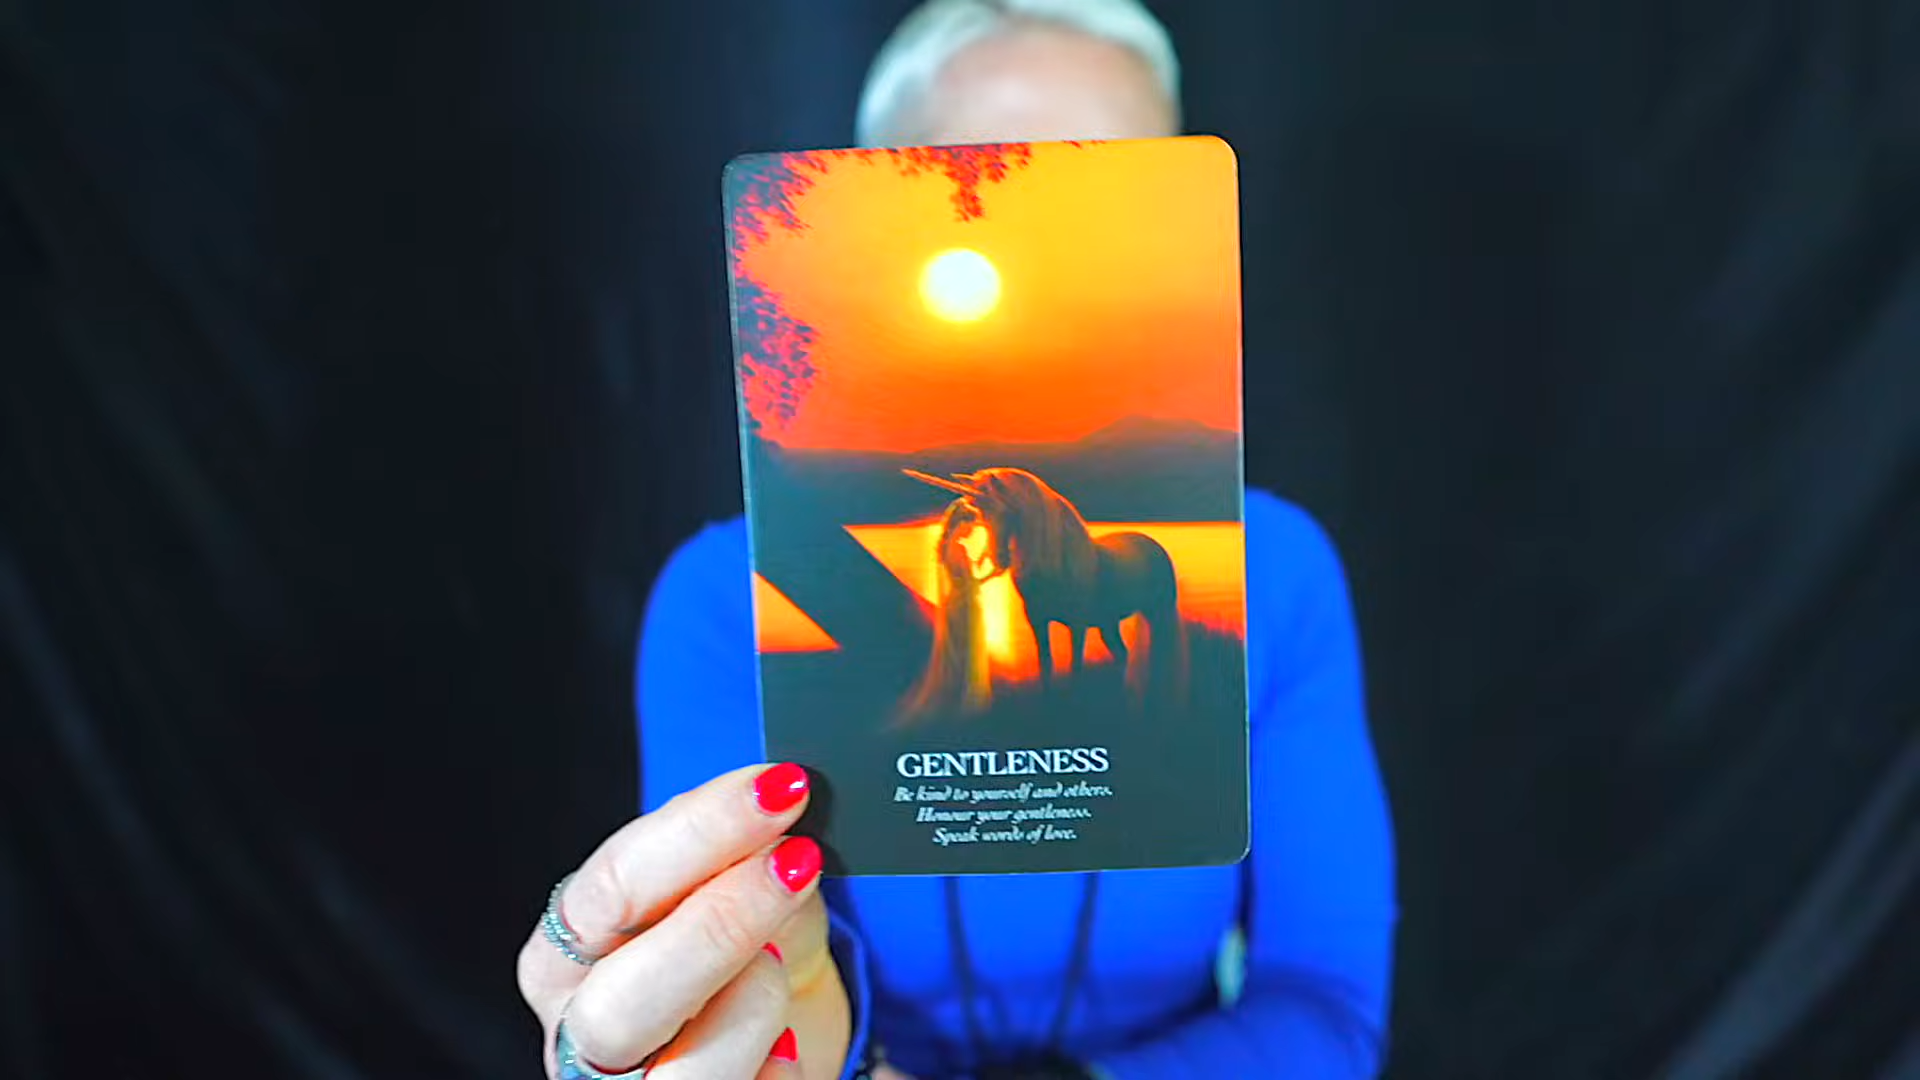 GENTLENESS
Be kind to yourself and others.
Honour your gentleness.
Speak words of love.